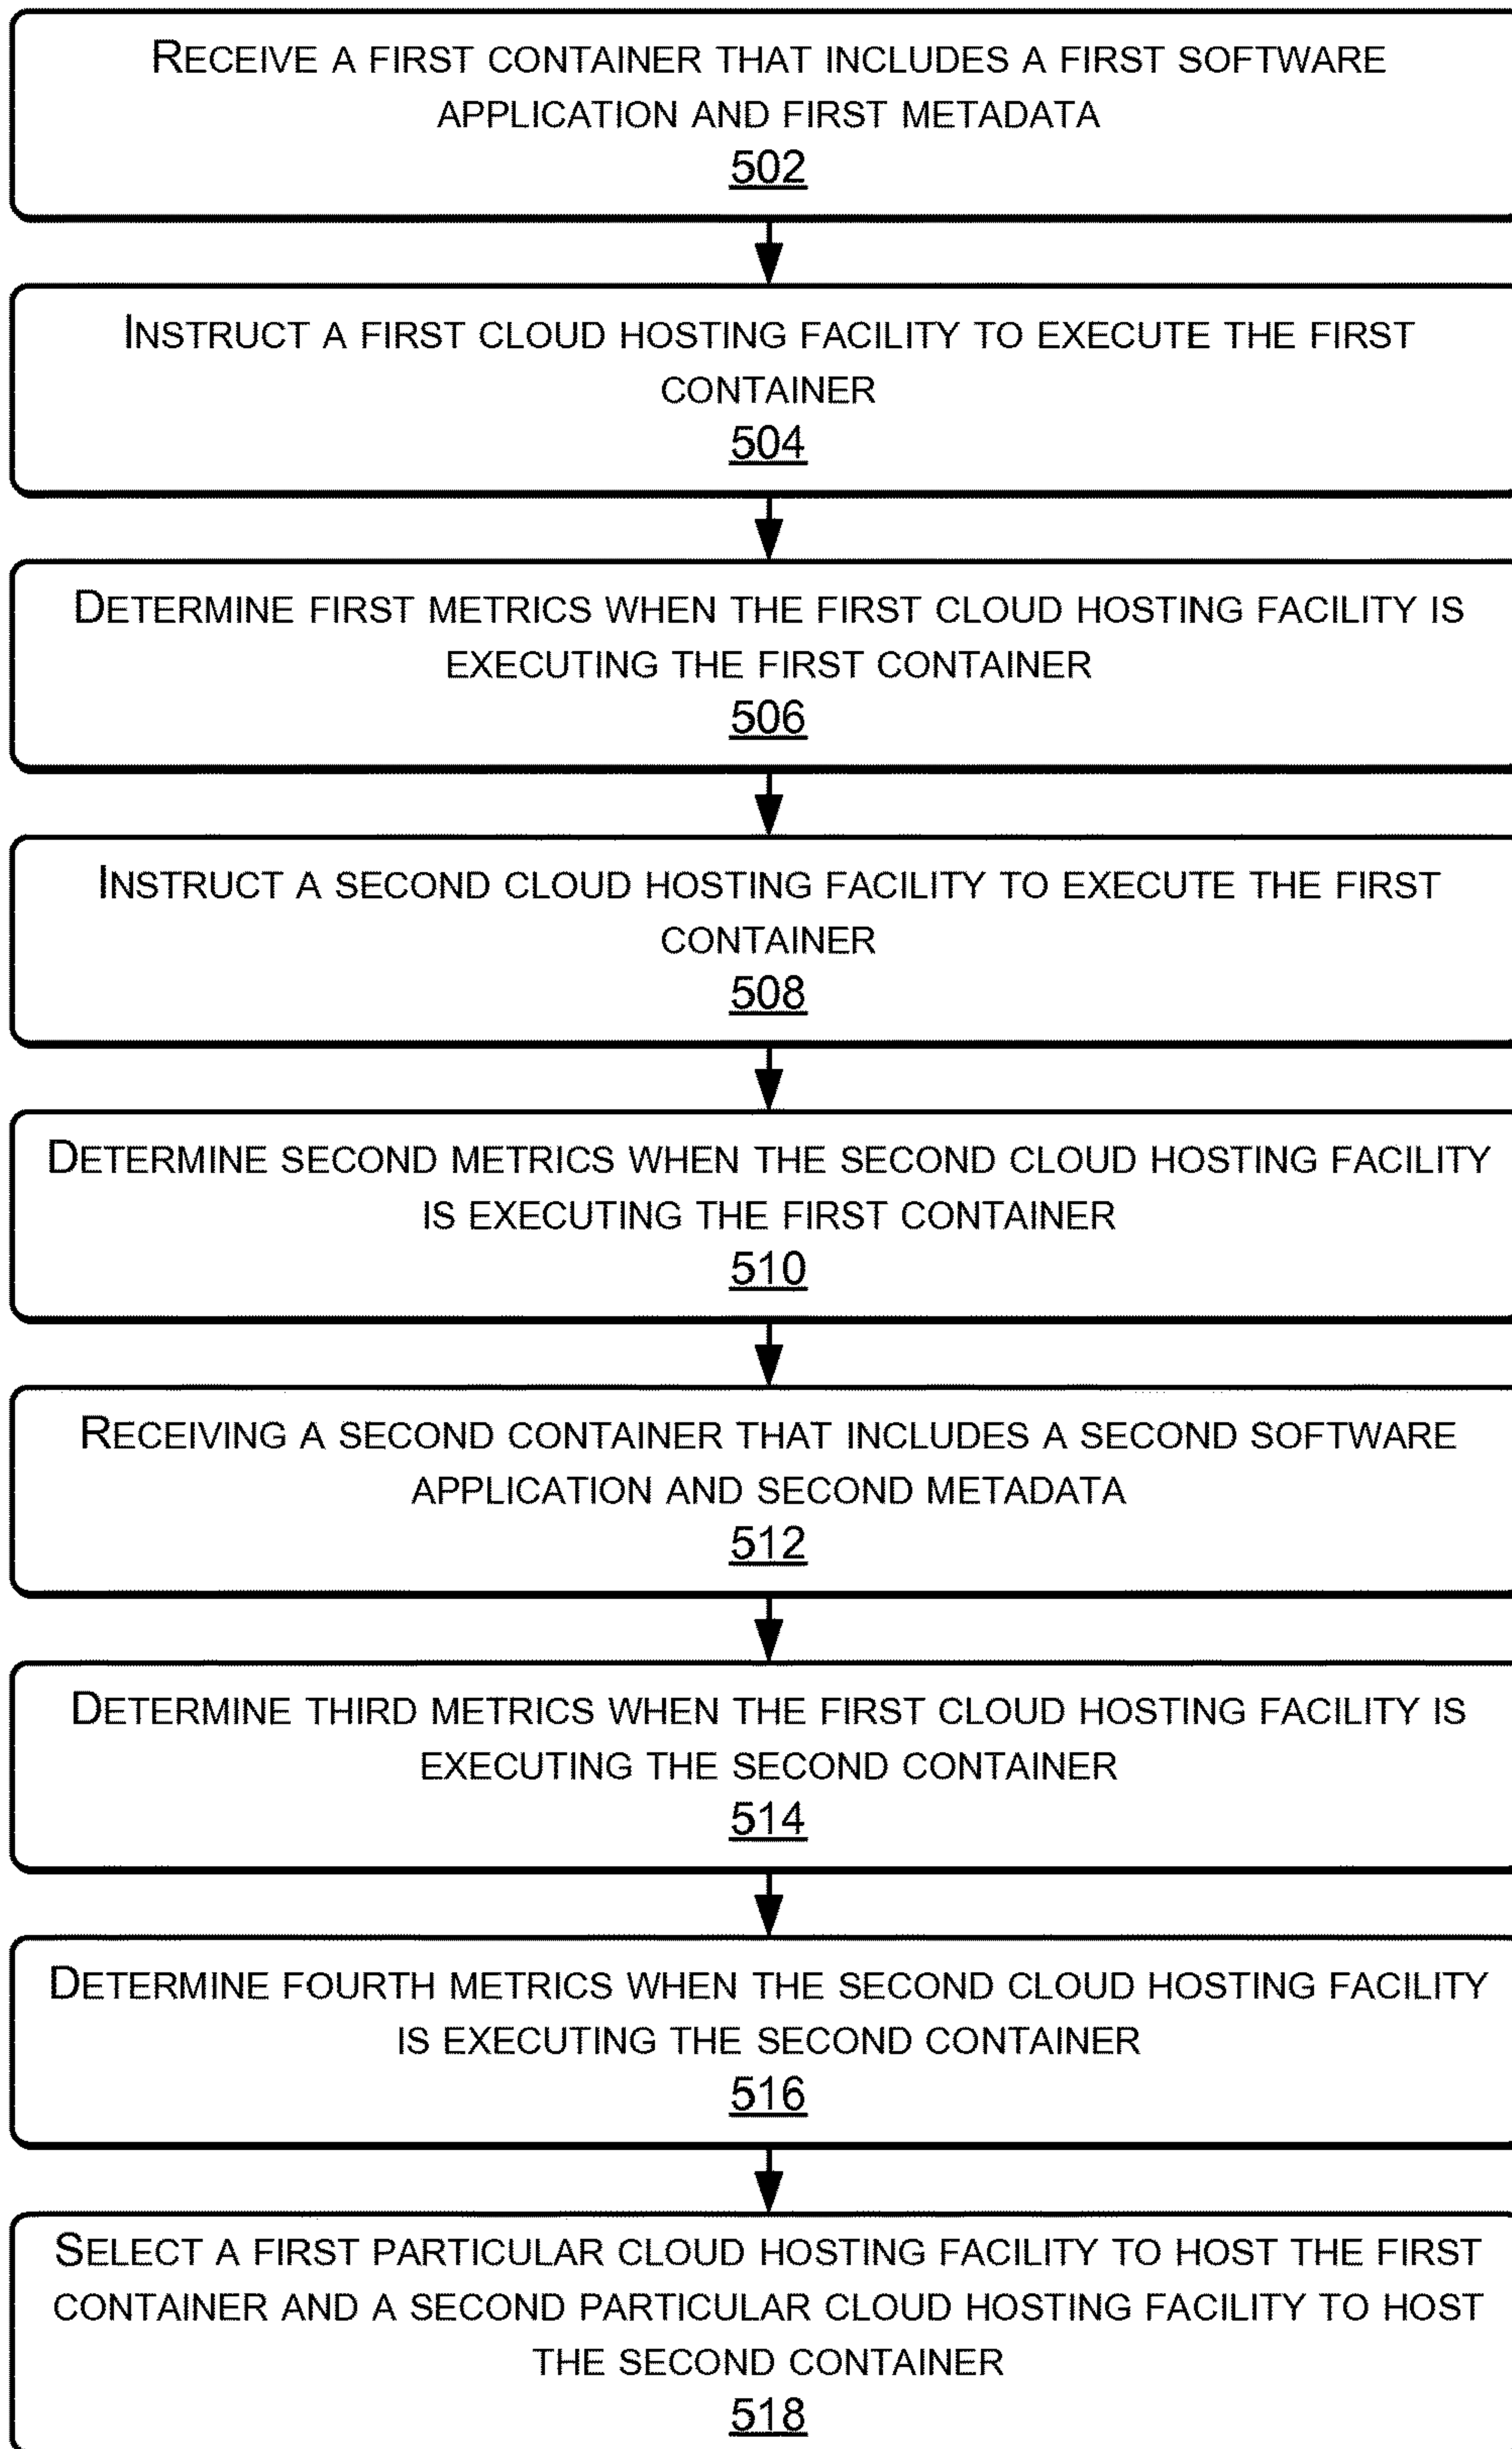 RECEIVE A FIRST CONTAINER THAT INCLUDES A FIRST SOFTWARE
APPLICATION AND FIRST METADATA
502
INSTRUCT A FIRST CLOUD HOSTING FACILITY TO EXECUTE THE FIRST
CONTAINER
504
DETERMINE FIRST METRICS WHEN THE FIRST CLOUD HOSTING FACILITY IS
EXECUTING THE FIRST CONTAINER
506
INSTRUCT A SECOND CLOUD HOSTING FACILITY TO EXECUTE THE FIRST
CONTAINER
508
DETERMINE SECOND METRICS WHEN THE SECOND CLOUD HOSTING FACILITY
IS EXECUTING THE FIRST CONTAINER
510
RECEIVING A SECOND CONTAINER THAT INCLUDES A SECOND SOFTWARE
APPLICATION AND SECOND METADATA
512
DETERMINE THIRD METRICS WHEN THE FIRST CLOUD HOSTING FACILITY IS
EXECUTING THE SECOND CONTAINER
514
DETERMINE FOURTH METRICS WHEN THE SECOND CLOUD HOSTING FACILITY
IS EXECUTING THE SECOND CONTAINER
516
SELECT A FIRST PARTICULAR CLOUD HOSTING FACILITY TO HOST THE FIRST
CONTAINER AND A SECOND PARTICULAR CLOUD HOSTING FACILITY TO HOST
THE SECOND CONTAINER
518